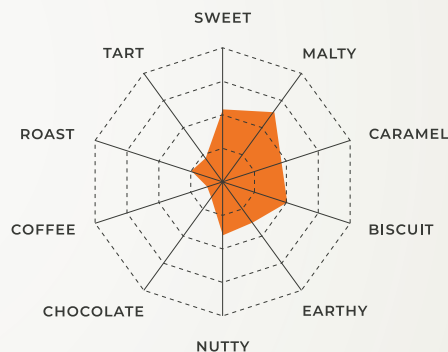 SWEET
TART
MALTY
ROAST
CARAMEL
COFFEE
BISCUIT
CHOCOLATE
EARTHY
NUTTY